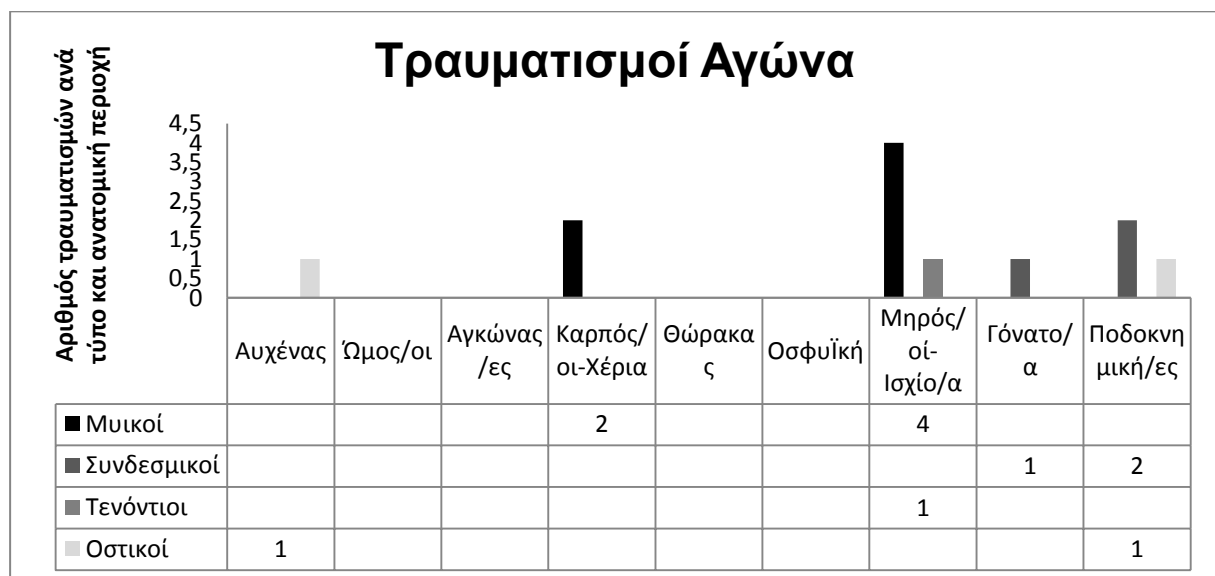 Τραυματισμοί Αγώνα
Αριθμός τραυματισμών ανά
τύπο και ανατομική περιοχή
4,5
4
3,5
3
2,5
2
1,5
1
0,5
0
Αυχένας
Ώμος/οι
Αγκώνας
/ες
Καρπός/
οι-Χέρια
Θώρακα
ς
ΟσφυΪκή
Μηρός/
οί-
Ισχίο/α
Γόνατο/
α
Ποδοκνη
μική/ες
Μυικοί 2 4
Συνδεσμικοί 1 2
Τενόντιοι 1
Οστικοί 1 1